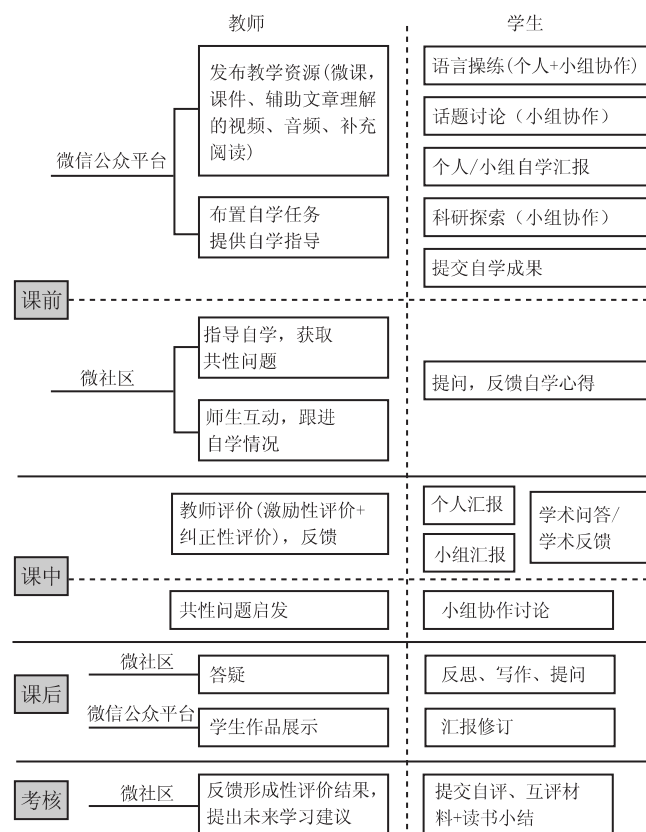 教师
学生
发布教学资源(微课,
课件、辅助文章理解
的视频、音频、补充
阅读)
微信公众平台
布置自学任务
提供自学指导
语言操练(个人+小组协作)
话题讨论（小组协作）
个人/小组自学汇报
科研探索（小组协作）
提交自学成果
课前
指导自学，获取
共性问题
微社区
师生互动，跟进
自学情况
提问，反馈自学心得
教师评价(激励性评价+
纠正性评价)，反馈
个人汇报
小组汇报
学术问答/
学术反馈
课中
共性问题启发
小组协作讨论
课后
微社区
答疑
反思、写作、提问
微信公众平台
学生作品展示
汇报修订
考核
微社区
反馈形成性评价结果，
提出未来学习建议
提交自评、互评材
料+读书小结